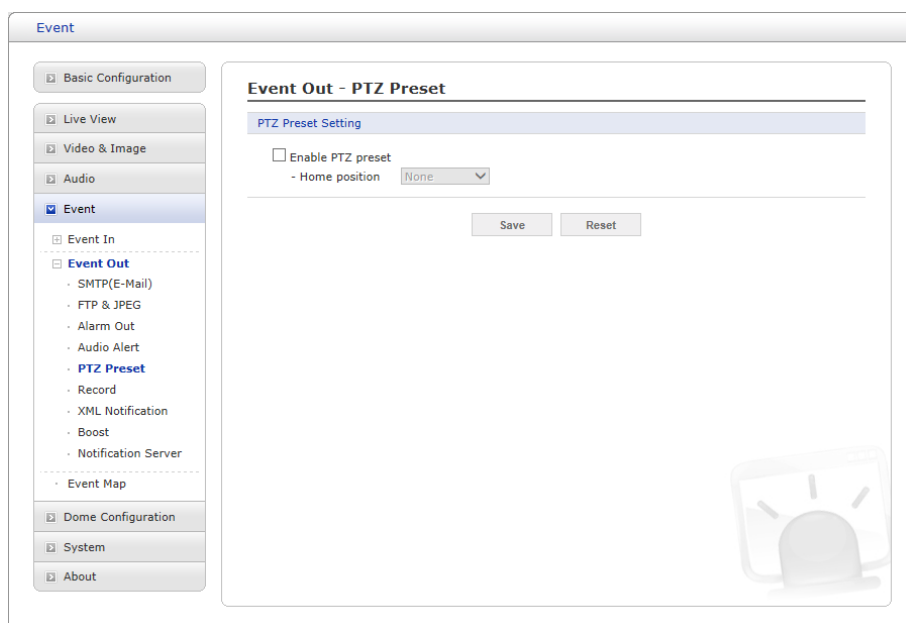 Event
Basic Configuration
Live View
Video & Image
Audio
Event
Event In
Event Out
· SMTP(E-Mail)
· FTP & JPEG
· Alarm Out
· Audio Alert
· PTZ Preset
· Record
· XML Notification
· Boost
· Notification Server
· Event Map
Dome Configuration
System
About
Event Out - PTZ Preset
PTZ Preset Setting
Enable PTZ preset
- Home position None
Save Reset